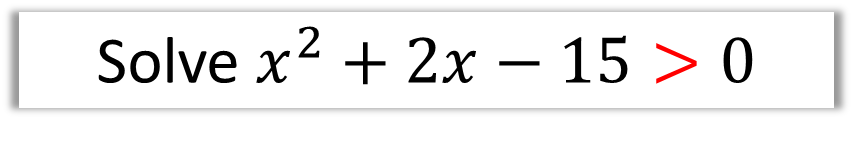 Solve 𝑥² + 2𝑥 − 15 > 0